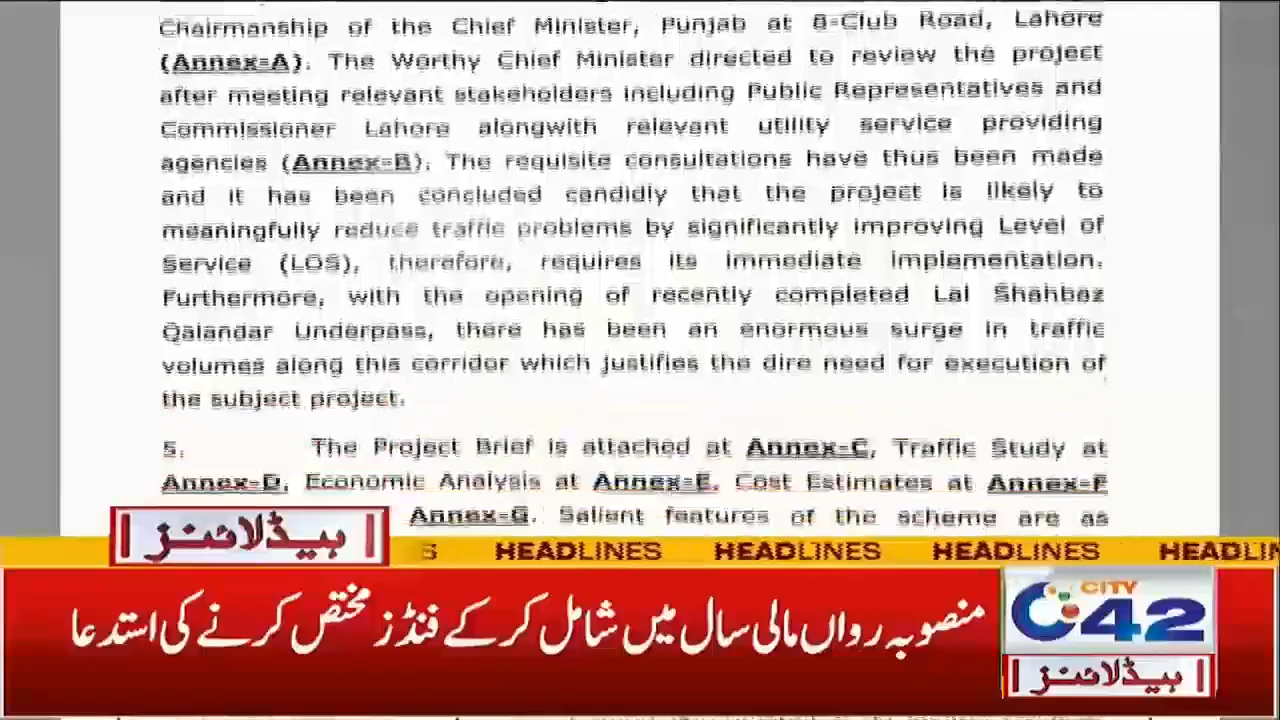 Chairmanship of the Chief Minister, Punjab at 8-Club Road, Lahore
(Annex-A). The Worthy Chief Minister directed to review the project
after meeting relevant stakeholders including Public Representatives and
Commissioner Lahore alongwith relevant utility service providing
agencies (Annex-B). The requisite consultations have thus been made
and it has been concluded candidly that the project is likely to
meaningfully reduce traffic problems by significantly improving Level of
Service (LOS), therefore, requires its immediate implementation.
Furthermore, with the opening of recently completed Lal Shahbaz
Qalandar Underpass, there has been an enormous surge in traffic
volumes along this corridor which justifies the dire need for execution of
the subject project.
5. The Project Brief is attached at Annex-C, Traffic Study at
Annex-D, Economic Analysis at Annex-E, Cost Estimates at Annex-F
Annex-G. Salient features of the scheme are as
ہیڈلائنز
S HEADLINES HEADLINES HEADLINES HEADLIN
منصوبہ رواں مالی سال میں شامل کر کے فنڈز مختص کرنے کی استدعا
CITY
42
ہیڈلائنز